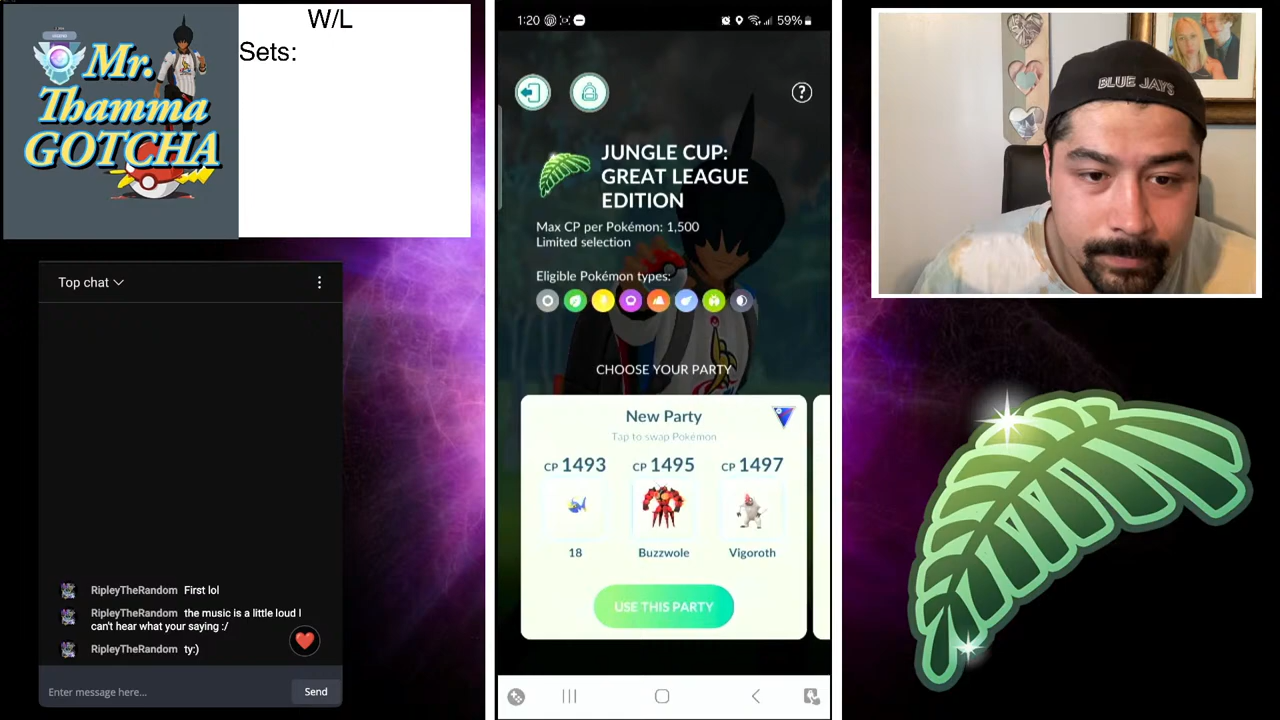 W/L
Sets:
Mr.
Thamma
GOTCHA
Top chat
RipleyTheRandom First lol
RipleyTheRandom the music is a little loud I
can't hear what your saying :/
RipleyTheRandom ty:)
Enter message here...
Send
1:20
59%
?
JUNGLE CUP:
GREAT LEAGUE
EDITION
Max CP per Pokémon: 1,500
Limited selection
Eligible Pokémon types:
CHOOSE YOUR PARTY
New Party
Tap to swap Pokémon
CP 1493 CP 1495 CP 1497
18 Buzzwole Vigoroth
USE THIS PARTY
BLUE JAYS